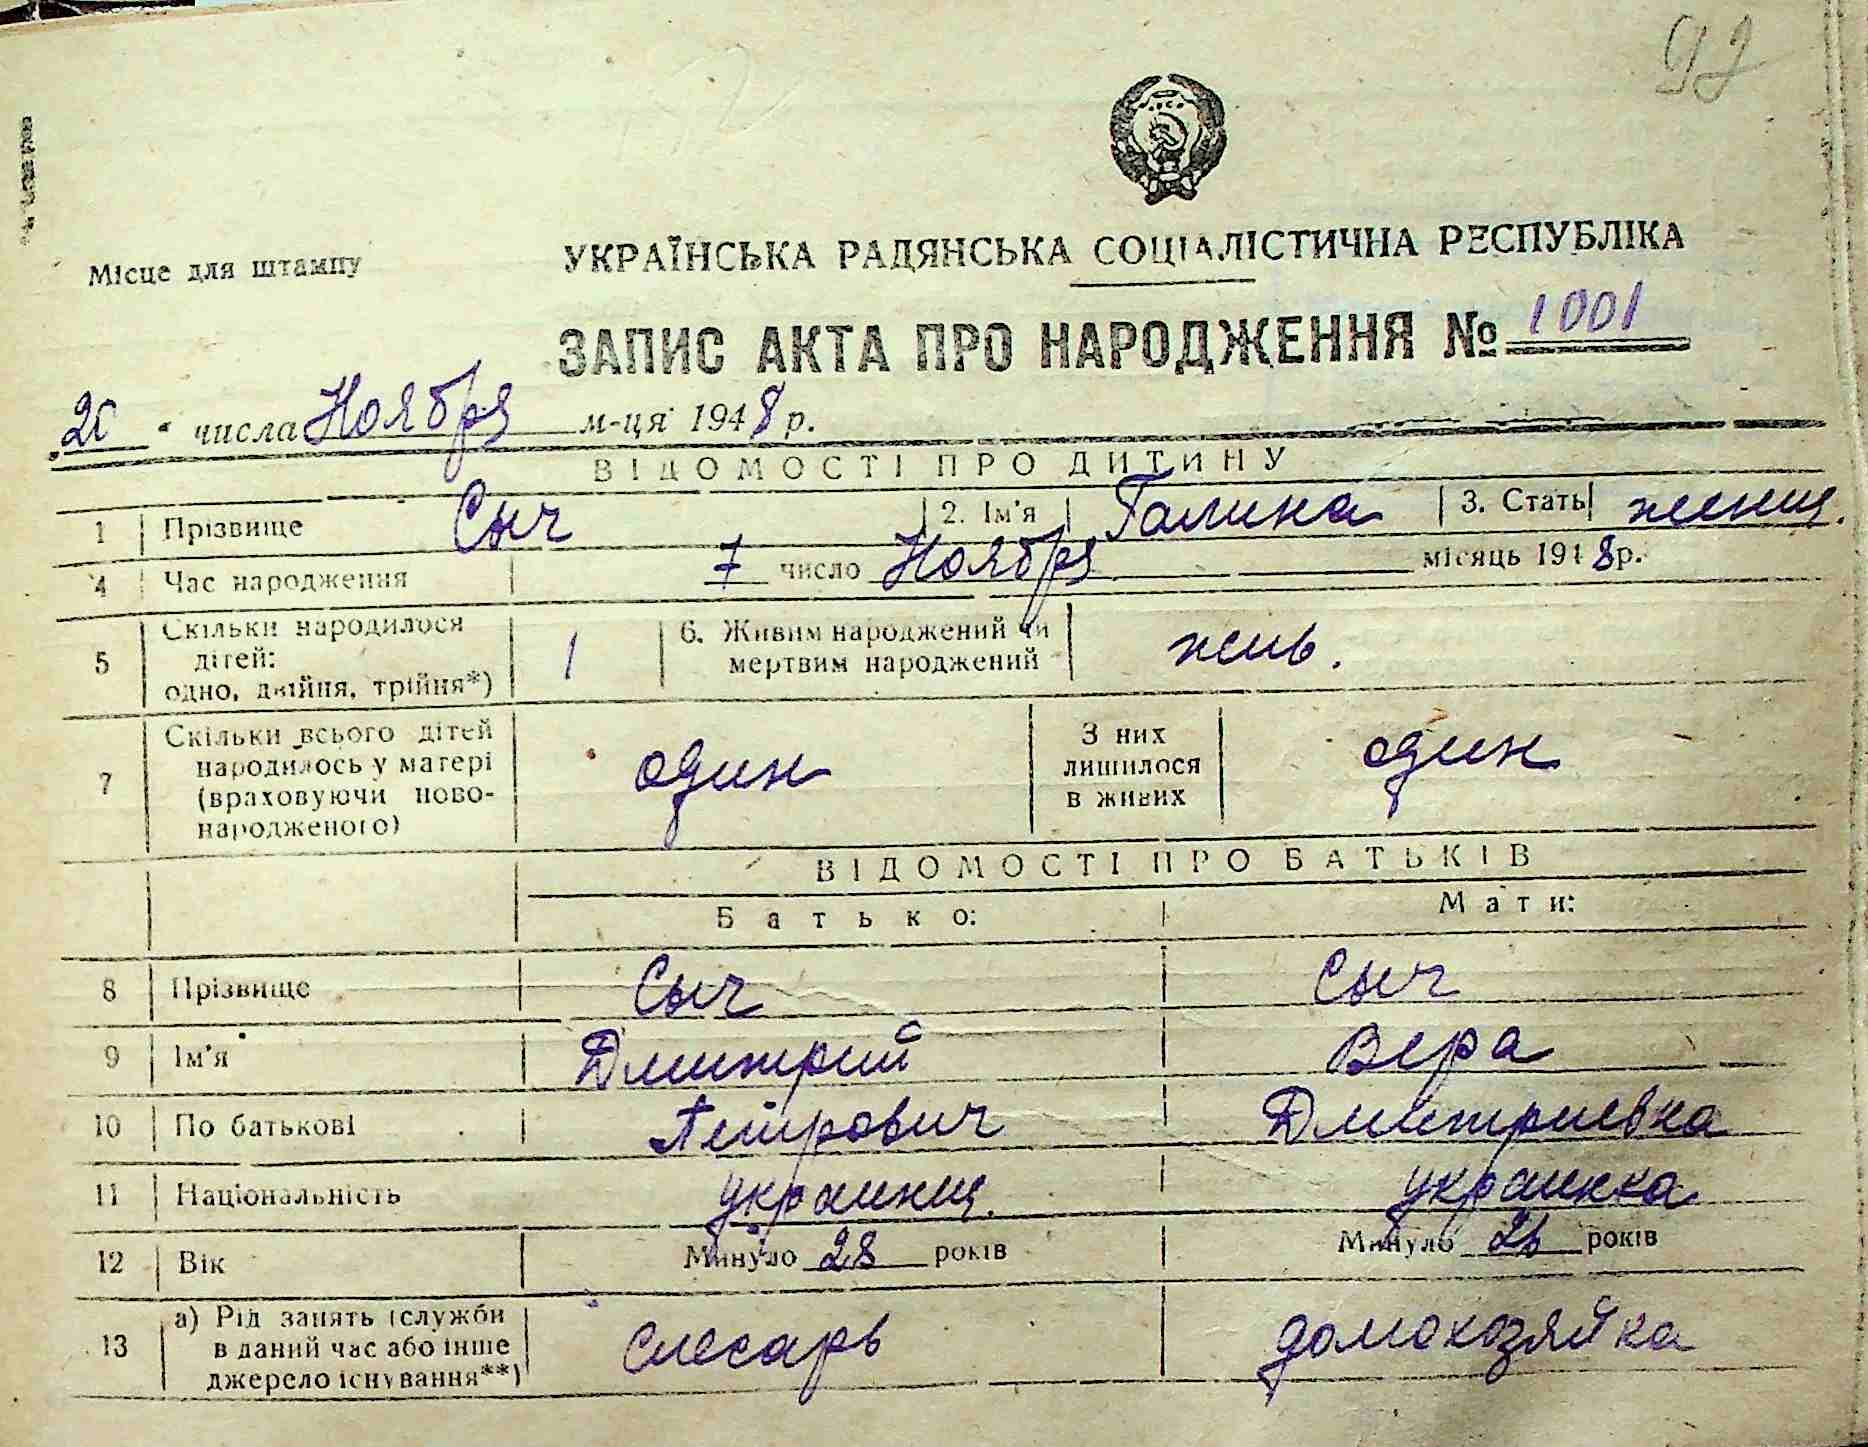 92
Місце для штампу
УКРАЇНСЬКА РАДЯНСЬКА СОЦІАЛІСТИЧНА РЕСПУБЛІКА
ЗАПИС АКТА ПРО НАРОДЖЕННЯ № 1001
20 числа Ноября м-ця 1948 р.
ВІДОМОСТІ ПРО ДИТИНУ
1 Прізвище Сыч 2. Ім'я Галина 3. Стать женщ.
4 Час народження 7 число Ноября місяць 1948 р.
5 Скільки народилося дітей: одно, двійня, трійня*) 1 6. Живим народжений чи мертвим народжений жив.
7 Скільки всього дітей народилось у матері (враховуючи ново-народженого) один З них лишилося в живих один
ВІДОМОСТІ ПРО БАТЬКІВ
Батько: Мати:
8 Прізвище Сыч Сыч
9 Ім'я Дмитрий Вера
10 По батькові Петрович Дмитриевна
11 Національність украинец. украинка
12 Вік Минуло 28 років Минуло 26 років
13 а) Рід занять (служби в даний час або інше джерело існування**) слесарь домохозяйка